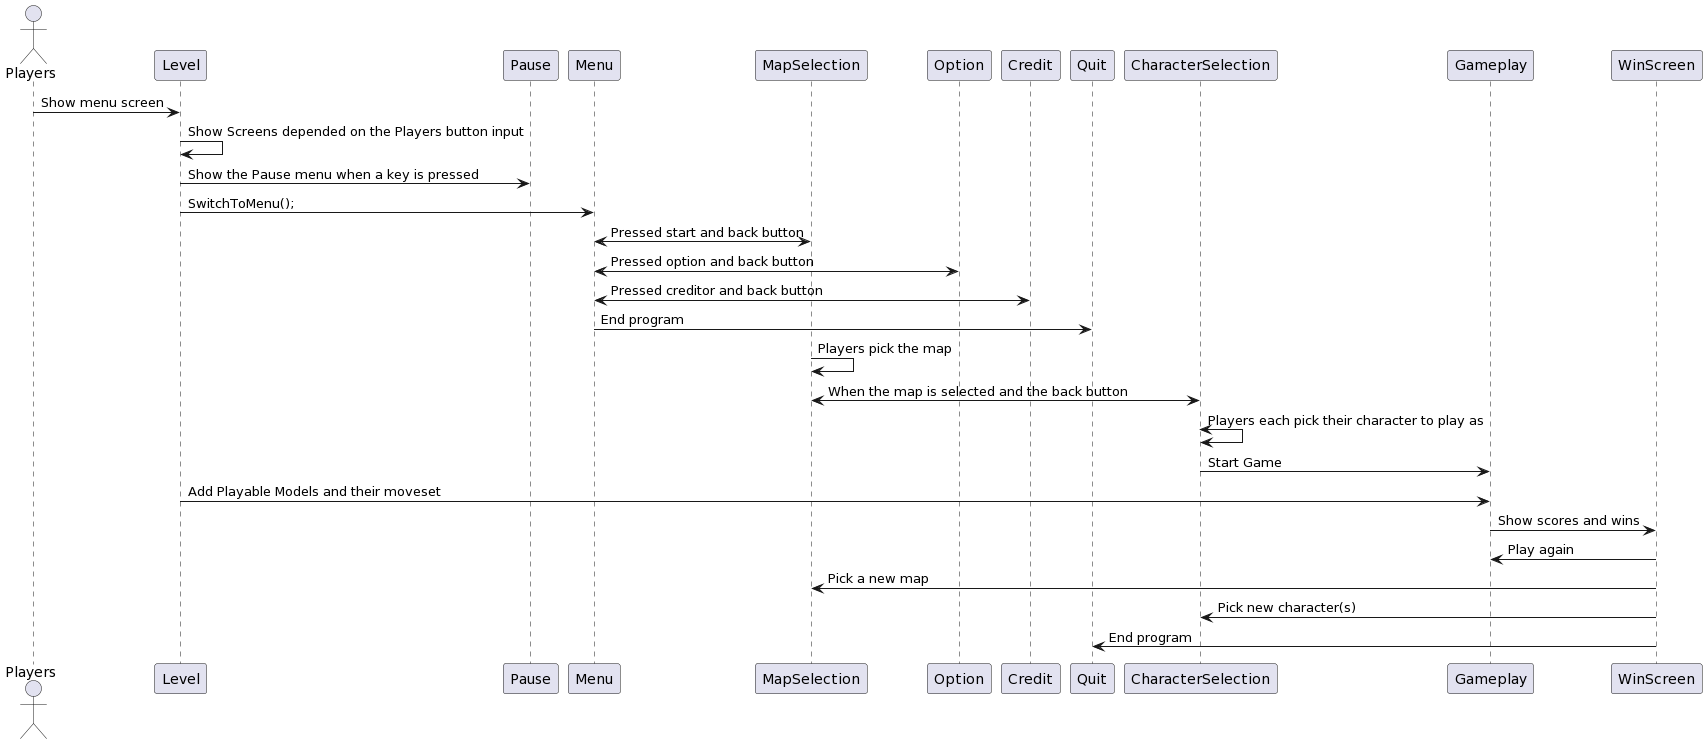 Players
Level
Pause
Menu
MapSelection
Option
Credit
Quit
CharacterSelection
Gameplay
WinScreen
Show menu screen
Show Screens depended on the Players button input
Show the Pause menu when a key is pressed
SwitchToMenu();
Pressed start and back button
Pressed option and back button
Pressed creditor and back button
End program
Players pick the map
When the map is selected and the back button
Players each pick their character to play as
Start Game
Add Playable Models and their moveset
Show scores and wins
Play again
Pick a new map
Pick new character(s)
End program
Players
Level
Pause
Menu
MapSelection
Option
Credit
Quit
CharacterSelection
Gameplay
WinScreen